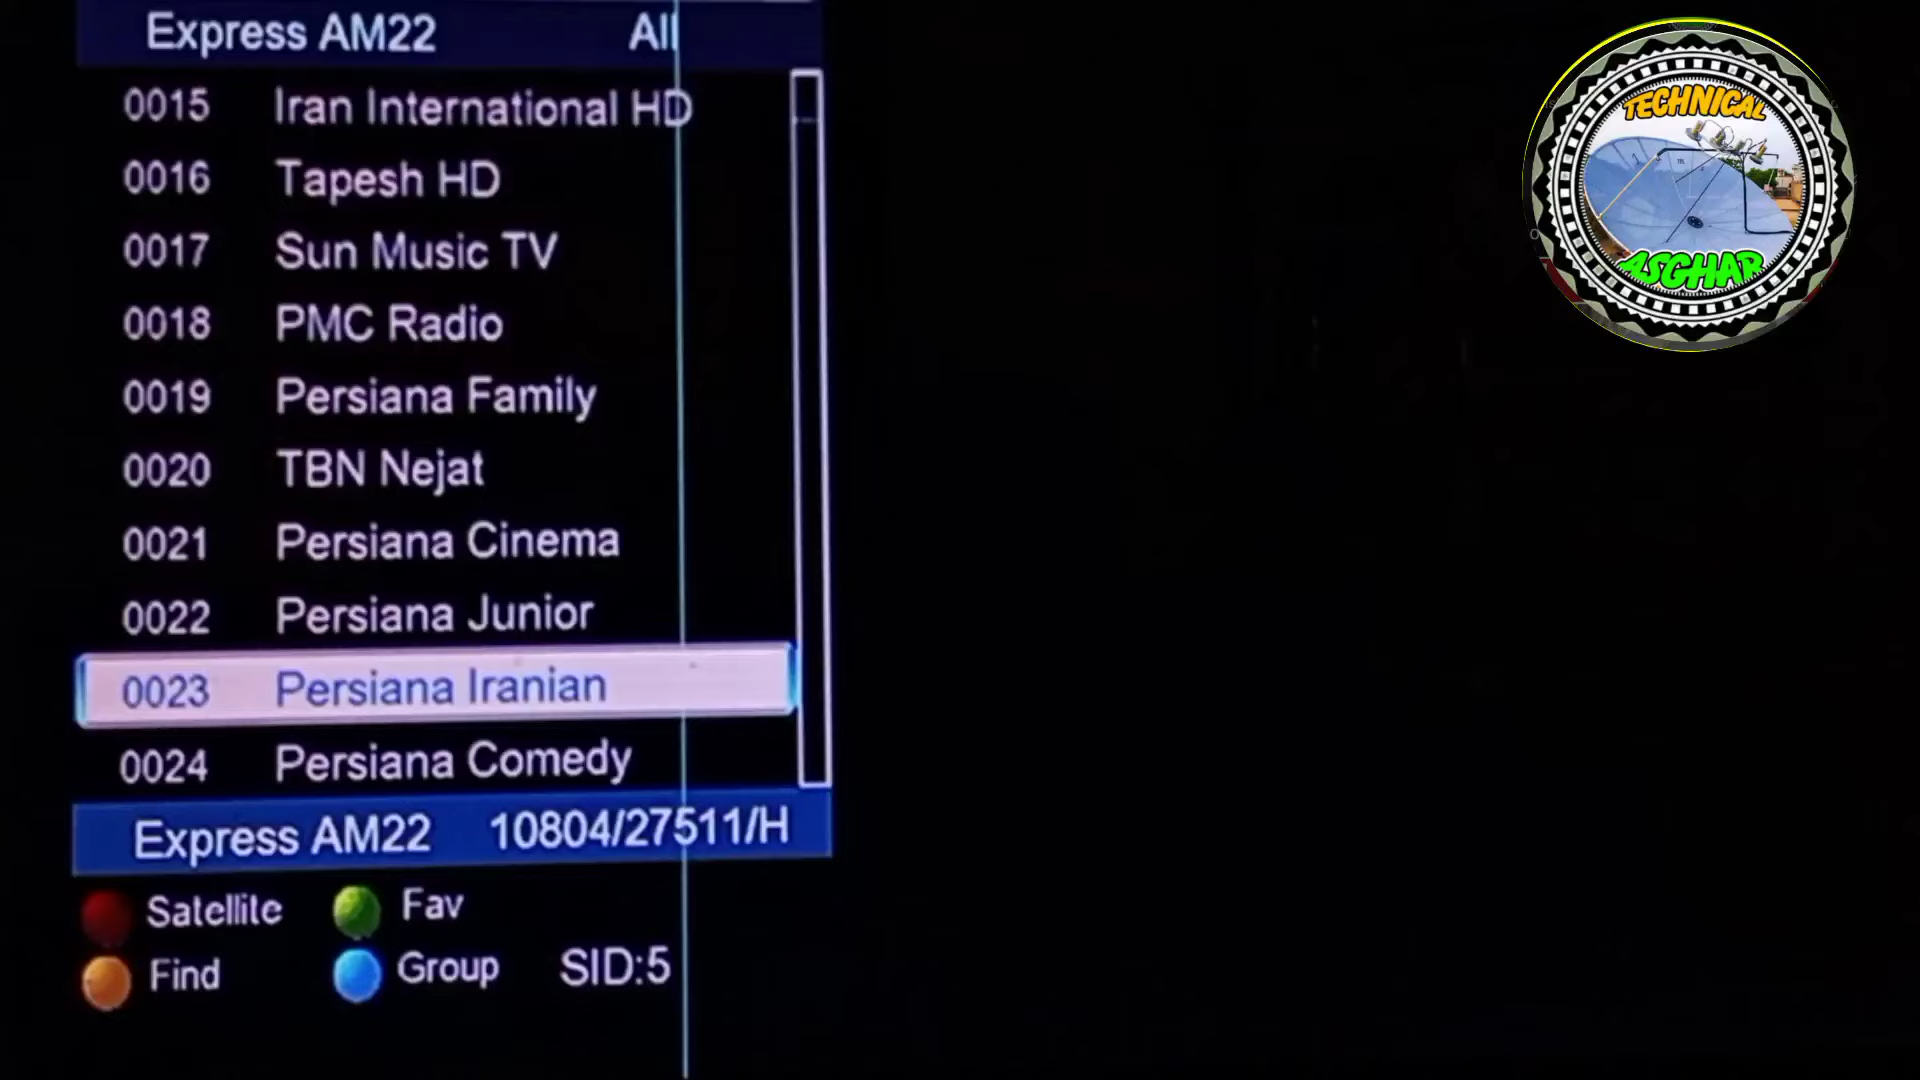 Express AM22 All
0015 Iran International HD
0016 Tapesh HD
0017 Sun Music TV
0018 PMC Radio
0019 Persiana Family
0020 TBN Nejat
0021 Persiana Cinema
0022 Persiana Junior
0023 Persiana Iranian
0024 Persiana Comedy
Express AM22 10804/27511/H
Satellite Fav
Find Group SID:5
TECHNICAL
ASGHAR